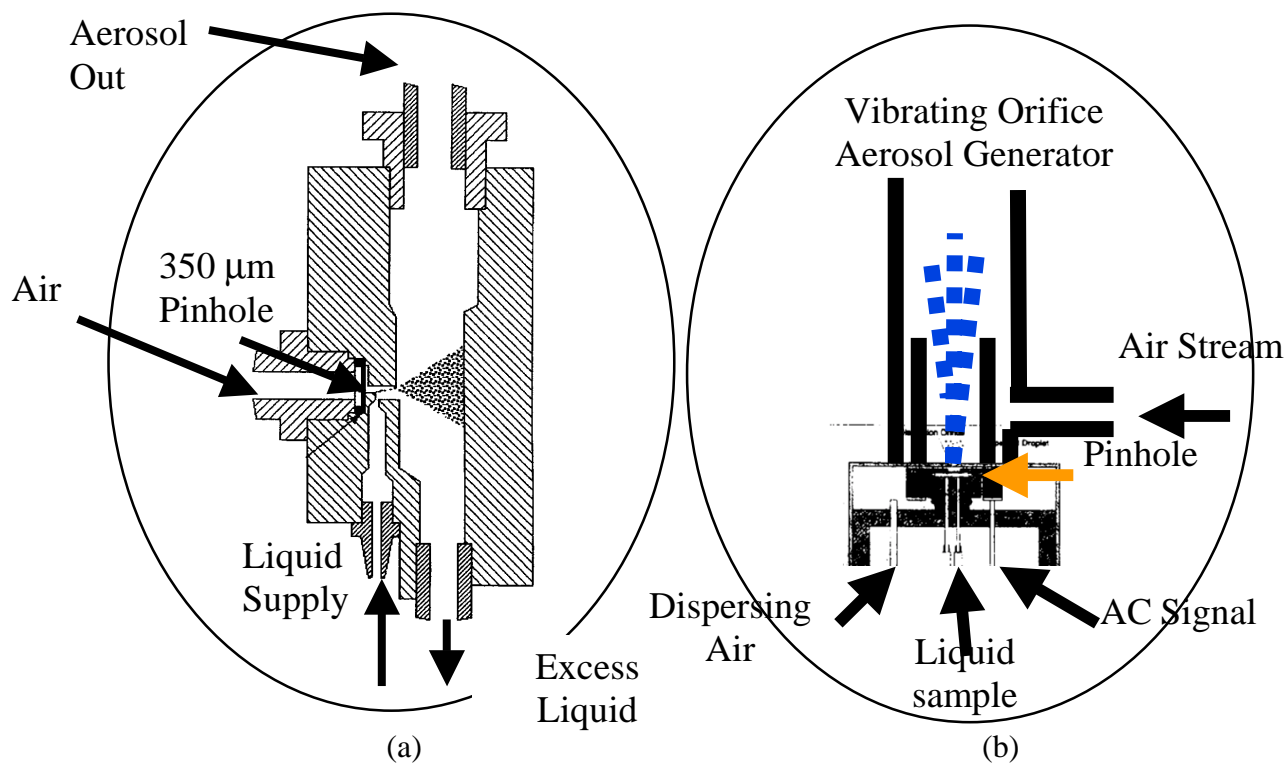 Aerosol
Out
350 μm
Pinhole
Air
Liquid
Supply
Excess
Liquid
(a)
Vibrating Orifice
Aerosol Generator
Air Stream
Pinhole
Dispersing
Air
Liquid
sample
AC Signal
(b)